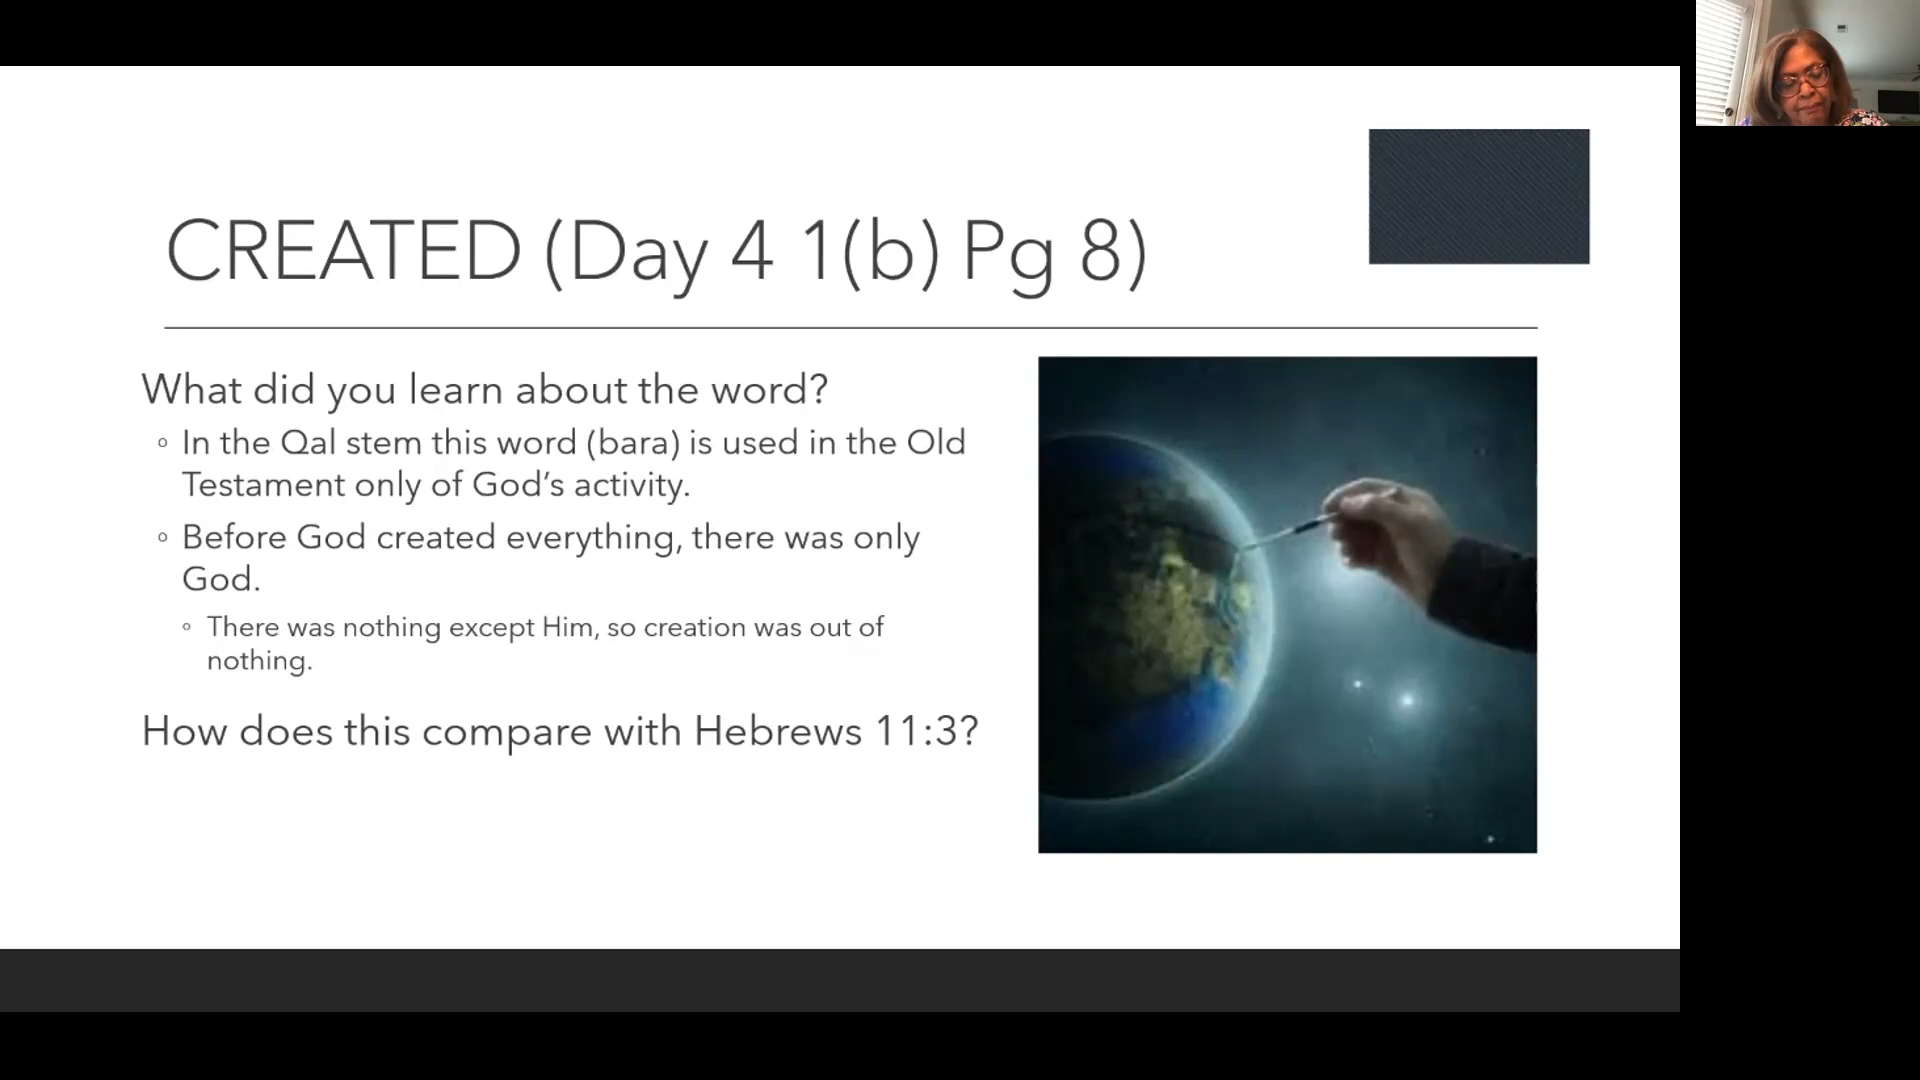 CREATED (Day 4 1(b) Pg 8)
What did you learn about the word?
◦ In the Qal stem this word (bara) is used in the Old
Testament only of God’s activity.
◦ Before God created everything, there was only
God.
◦ There was nothing except Him, so creation was out of
nothing.
How does this compare with Hebrews 11:3?